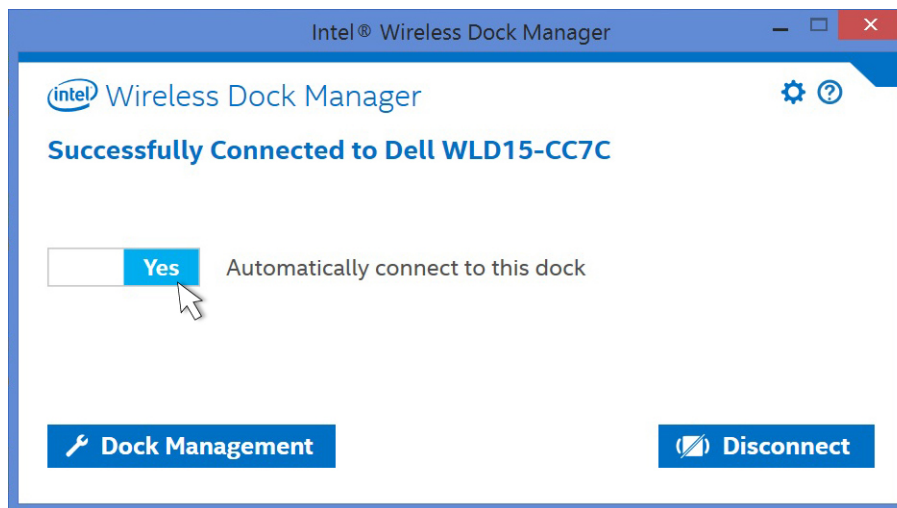 Intel® Wireless Dock Manager
intel Wireless Dock Manager
Successfully Connected to Dell WLD15-CC7C
Yes Automatically connect to this dock
Dock Management Disconnect